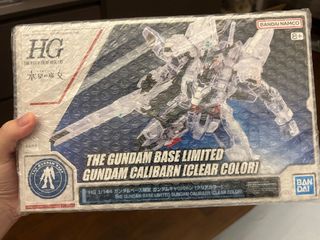 BANDAI NAMCO
HG
水星の魔女
THE GUNDAM BASE LIMITED
GUNDAM CALIBARN [CLEAR COLOR]
HG 1/144 ガンダムベース限定 ガンダムキャリバーン [クリアカラー]
THE GUNDAM BASE LIMITED GUNDAM CALIBARN [CLEAR COLOR]
BANDAI